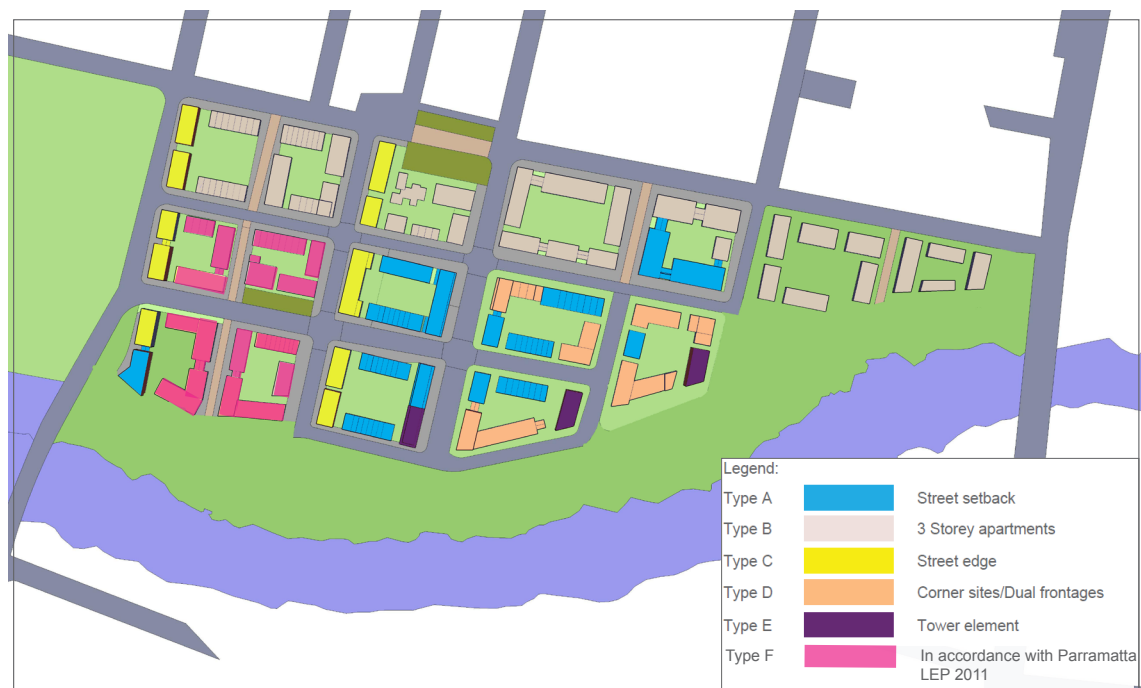 Legend:
Type A Street setback
Type B 3 Storey apartments
Type C Street edge
Type D Corner sites/Dual frontages
Type E Tower element
Type F In accordance with Parramatta
LEP 2011